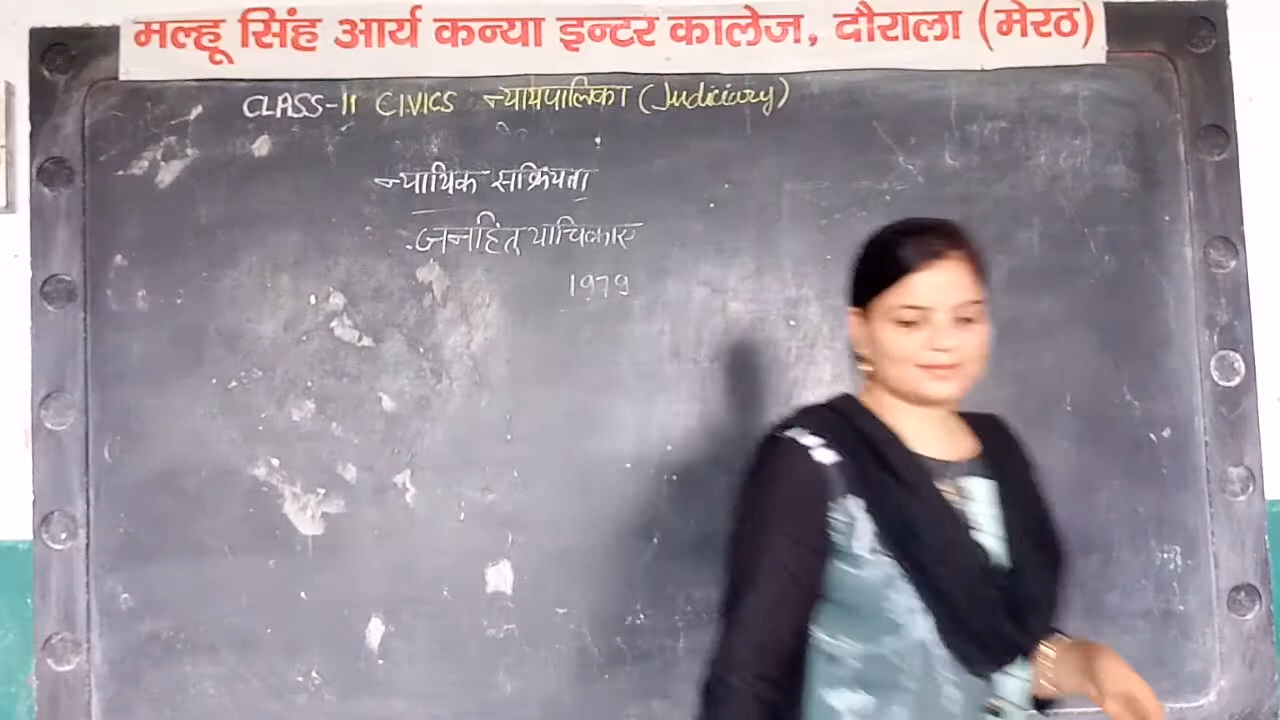 मल्हू सिंह आर्य कन्या इन्टर कालेज, दौराला (मेरठ)
CLASS-11 CIVICS न्यायपालिका (Judiciary)
न्यायिक सक्रियता
जनहित याचिकाए
1979